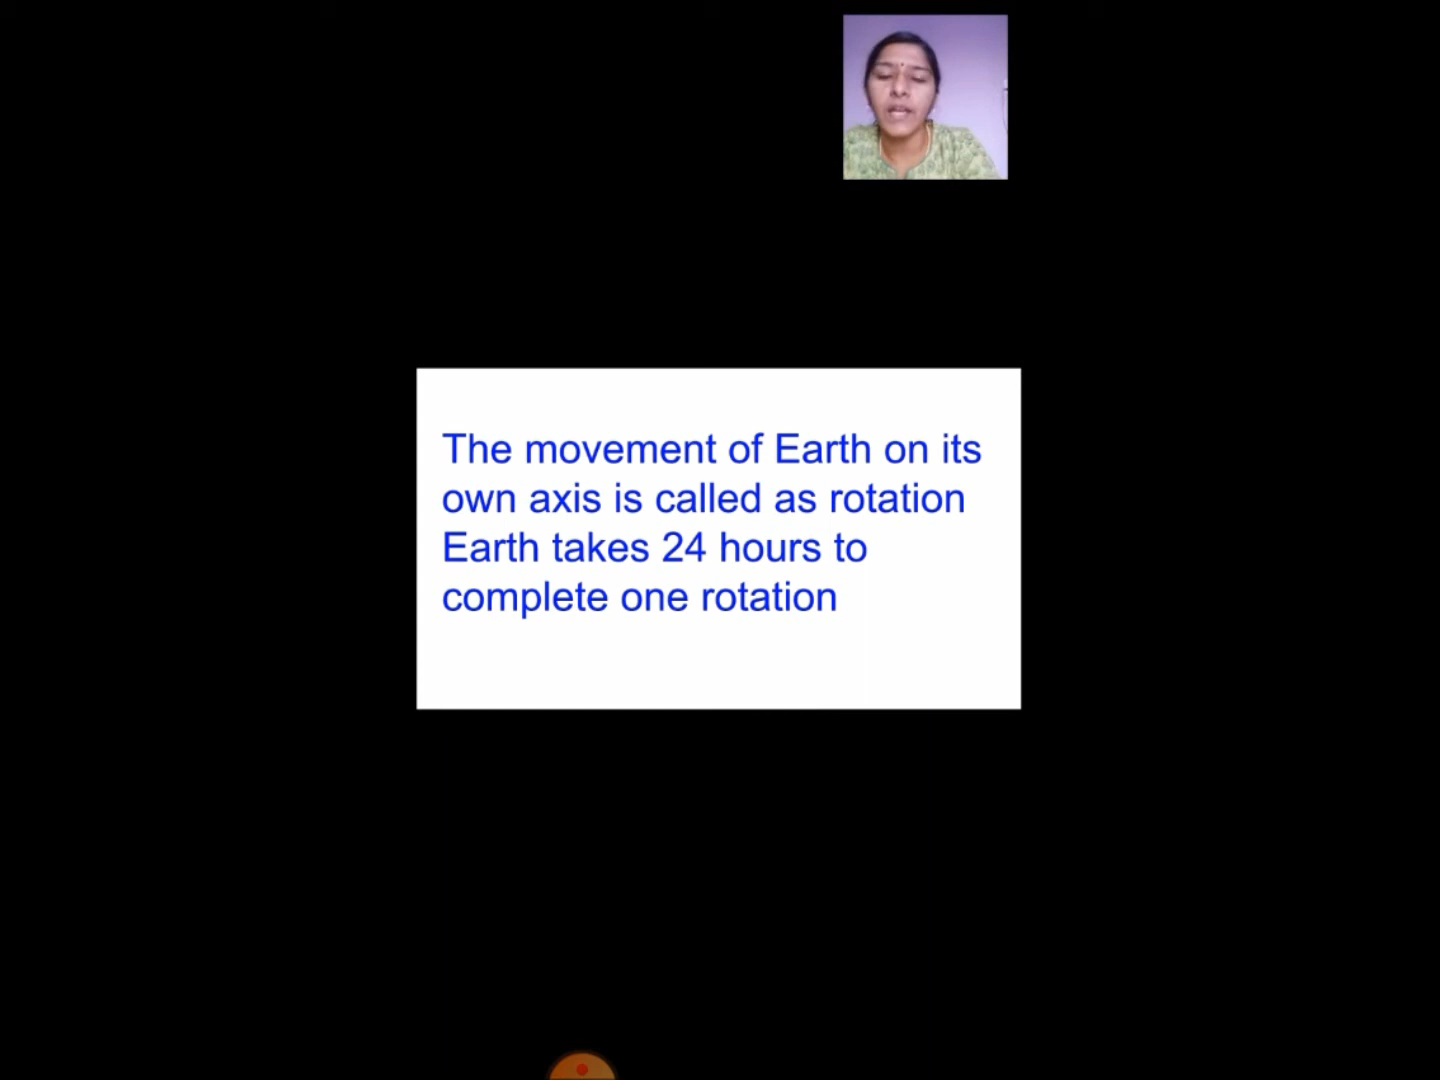 The movement of Earth on its
own axis is called as rotation
Earth takes 24 hours to
complete one rotation